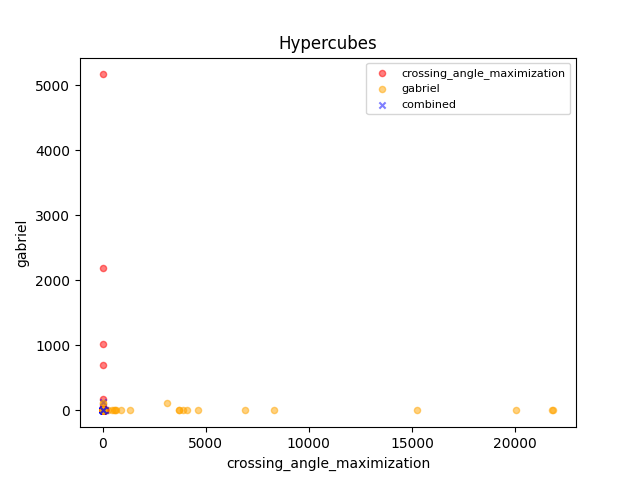 Hypercubes
crossing_angle_maximization
gabriel
combined
5000
4000
3000
2000
1000
0
gabriel
0
5000
10000
15000
20000
crossing_angle_maximization